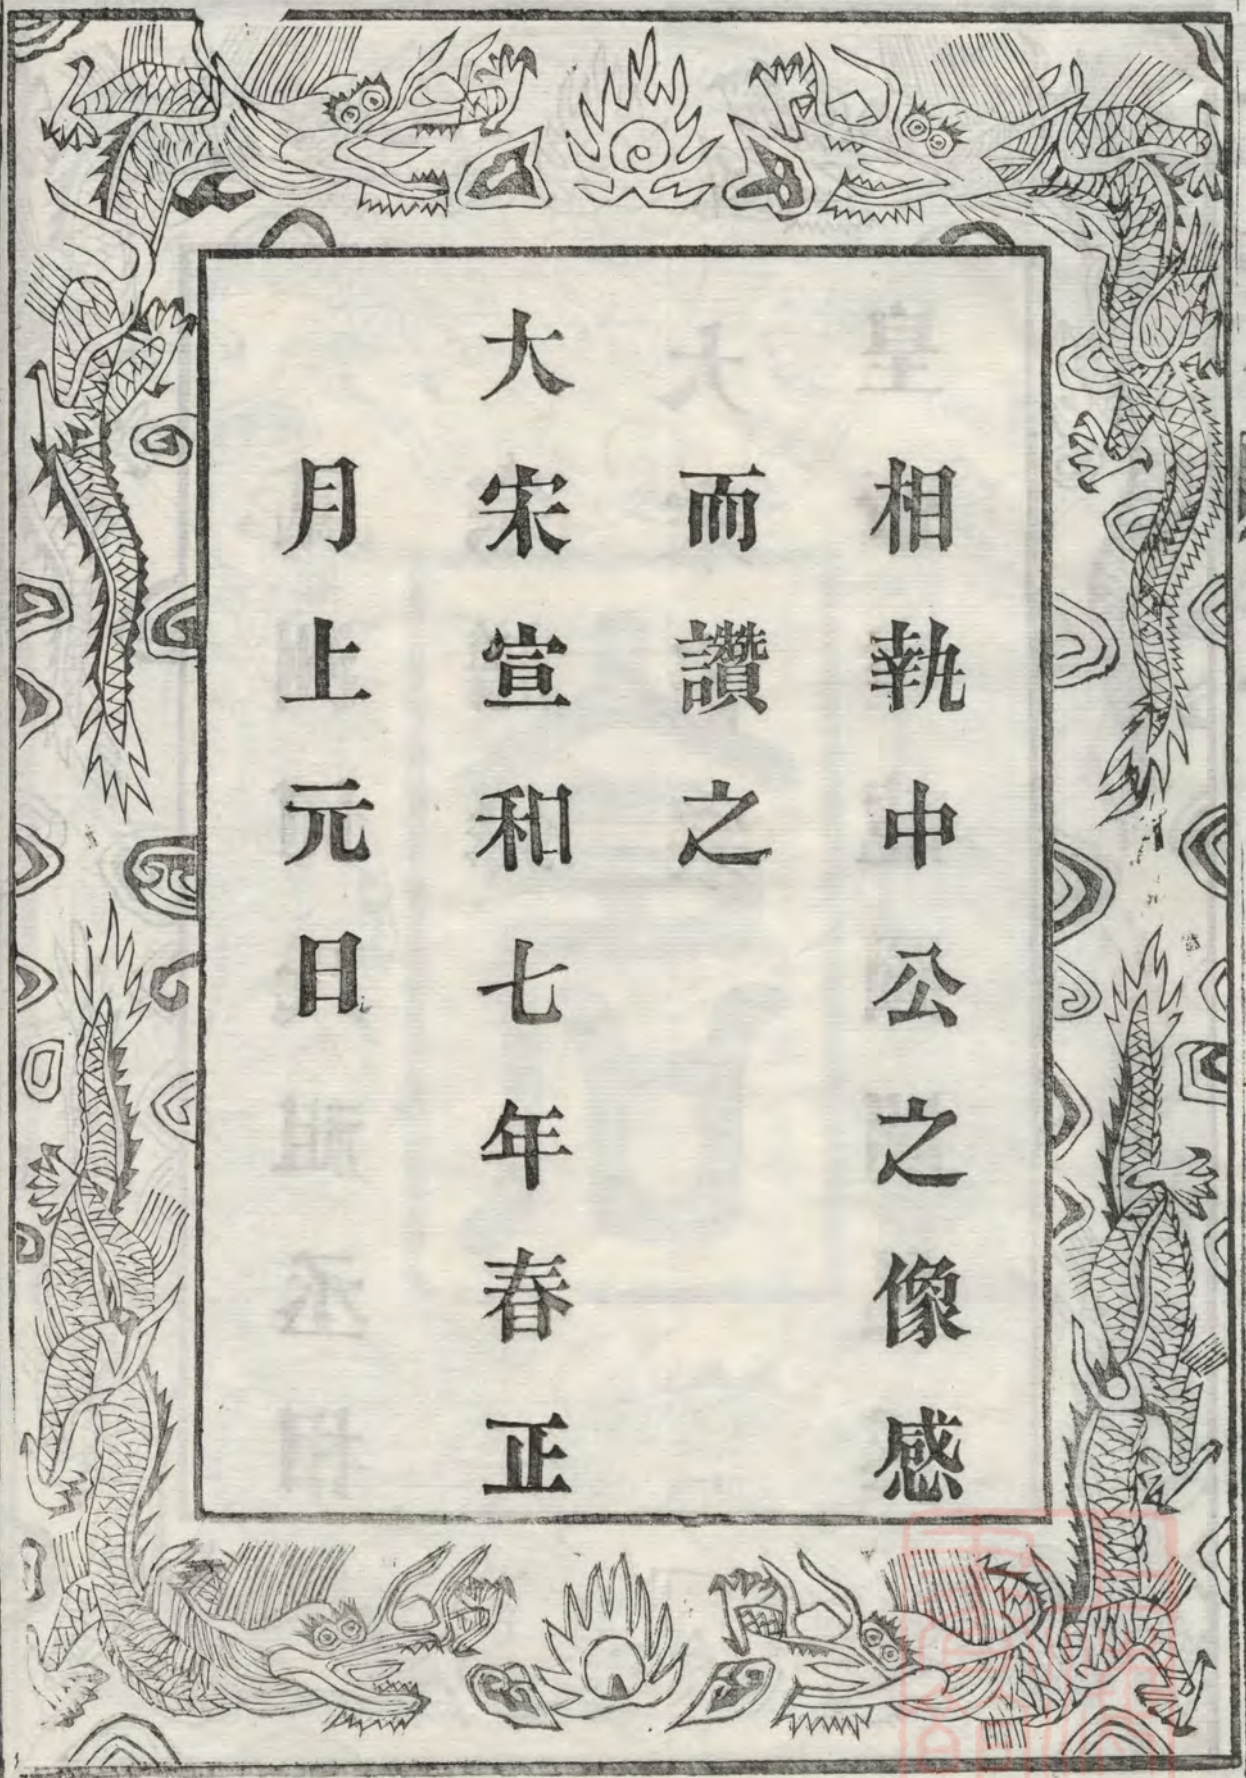 相執中公之像感
而讚之
大宋宣和七年春正
月上元日